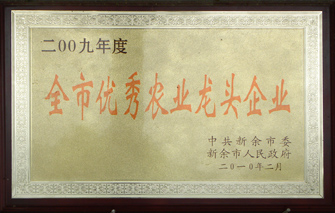 二00九年度
全市优秀农业龙头企业
中共新余市委
新余市人民政府
二0一0年二月